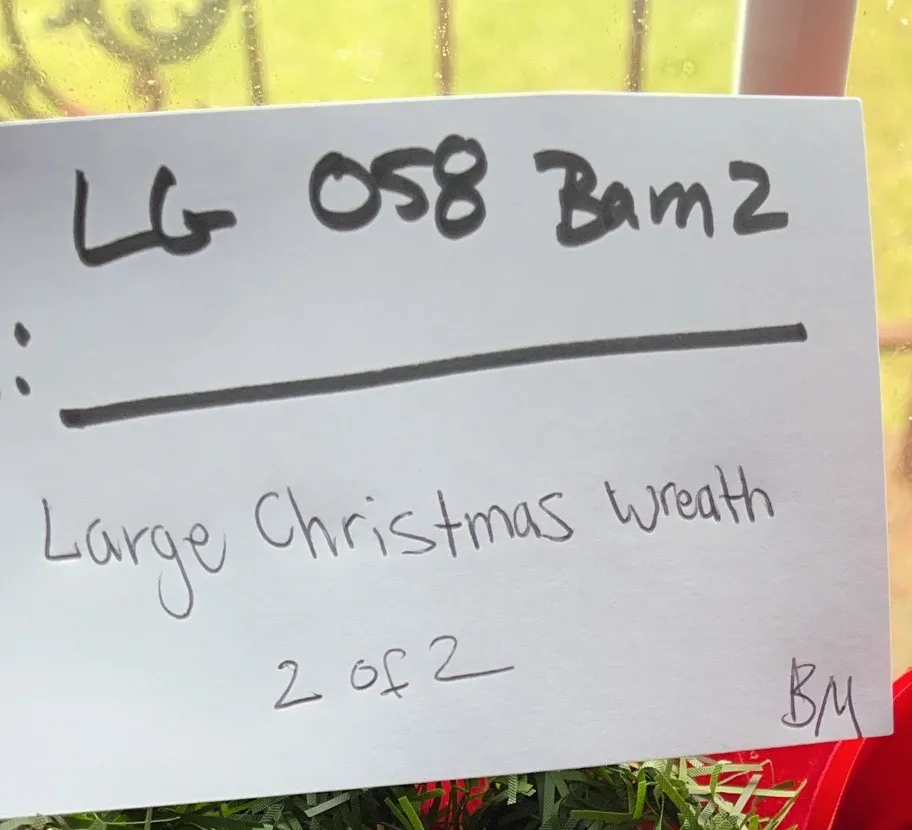 LG 058 Bam2
:
Large Christmas Wreath
2 of 2
BM